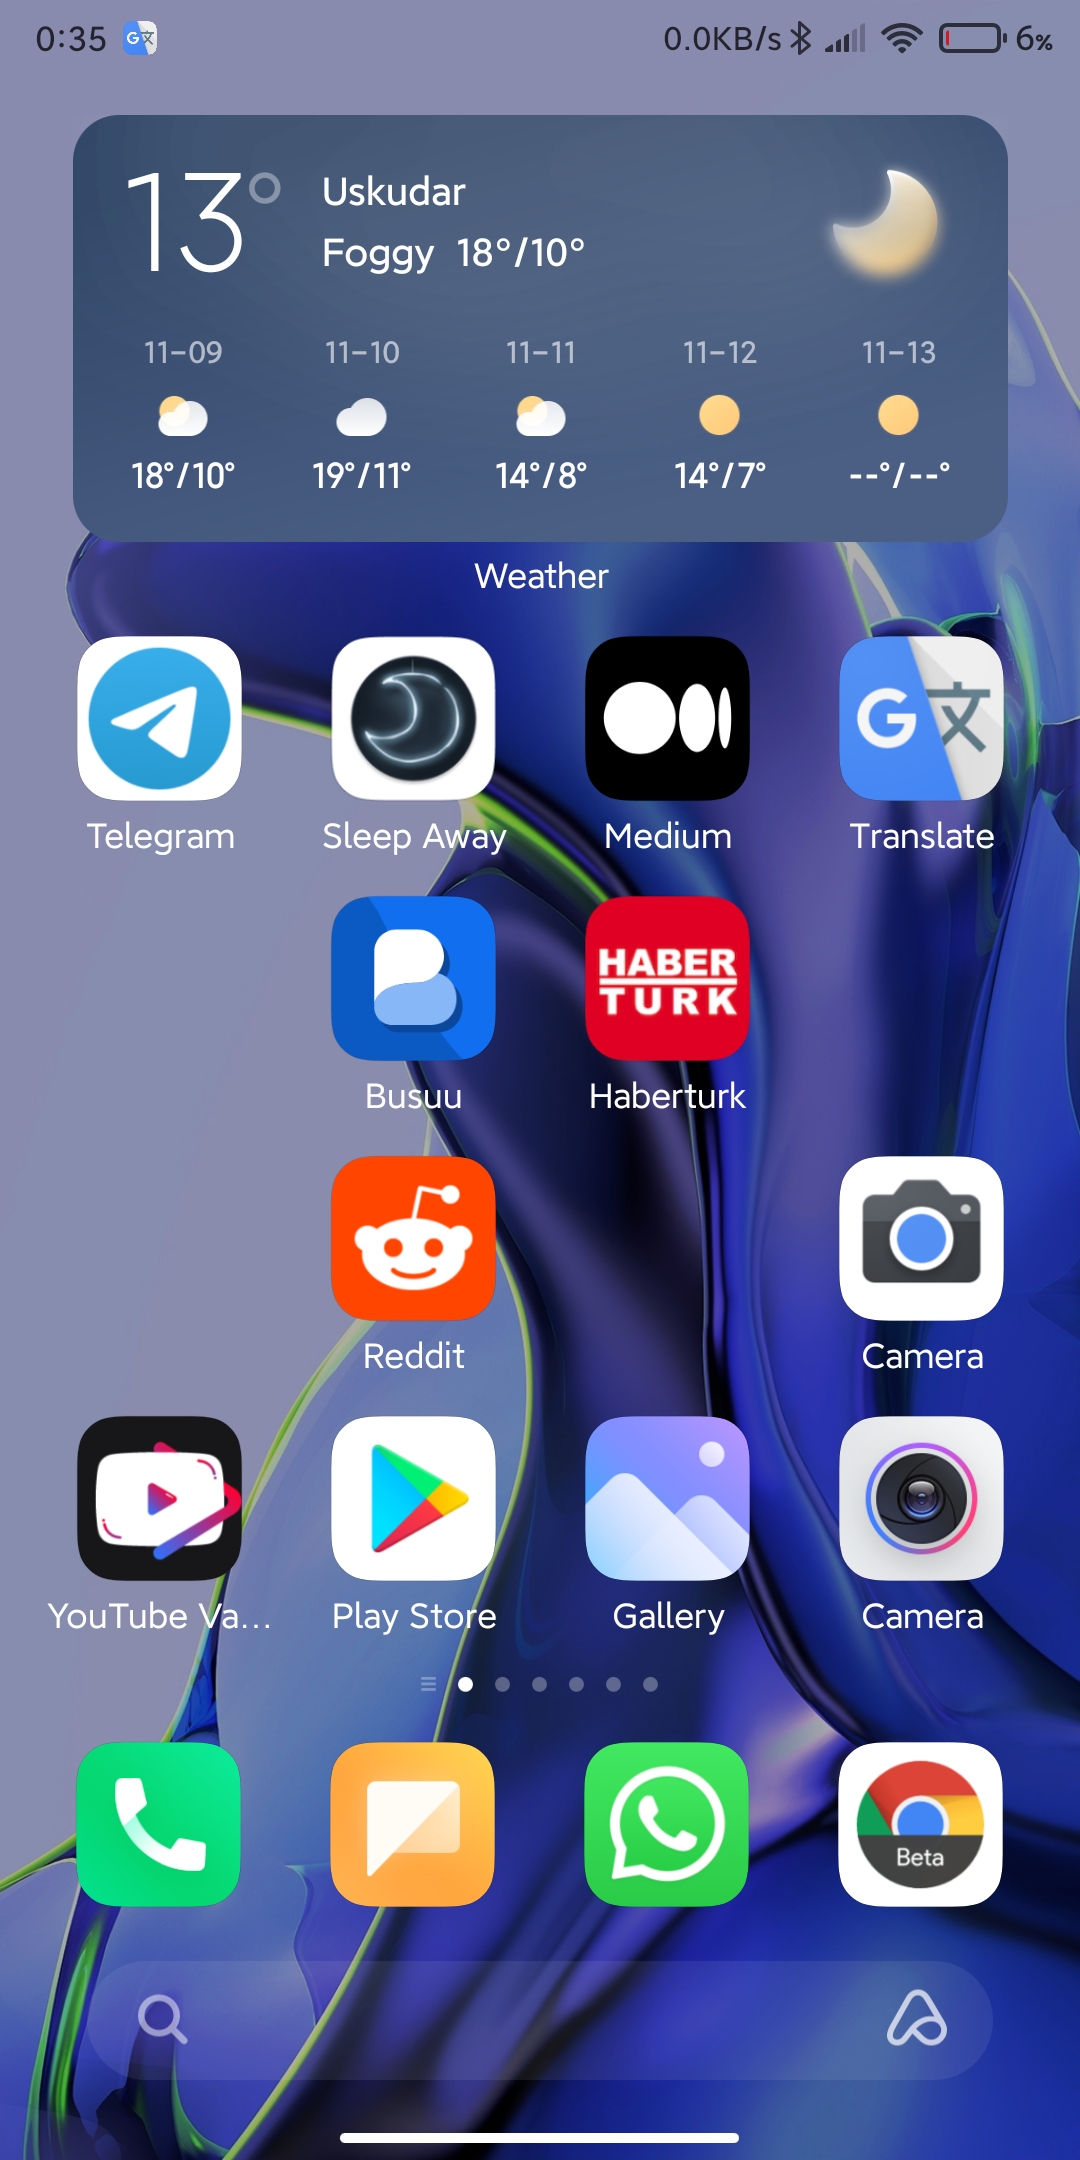 0:35 G文 0.0KB/s 6%
13° Uskudar
Foggy 18°/10°
11-09 11-10 11-11 11-12 11-13
18°/10° 19°/11° 14°/8° 14°/7° --°/--°
Weather
G文
Telegram Sleep Away Medium Translate
HABER
TURK
Busuu Haberturk
Reddit Camera
YouTube Va... Play Store Gallery Camera
Beta